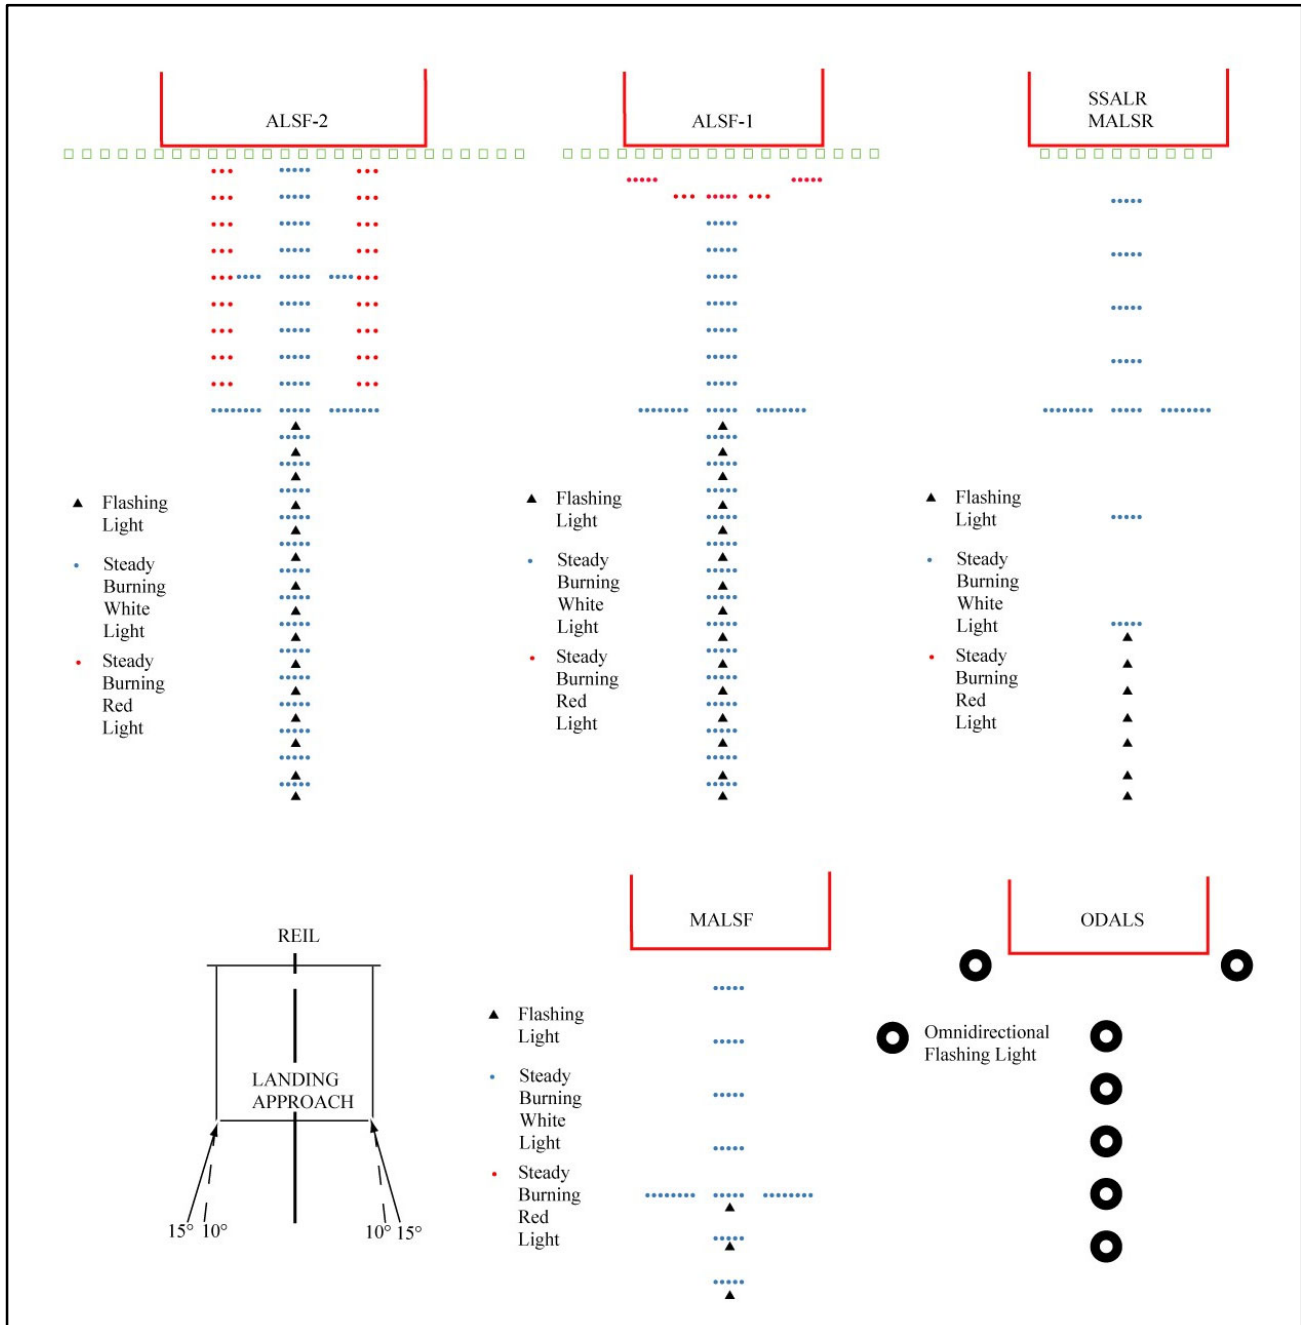 ALSF-2
Flashing
Light
Steady
Burning
White
Light
Steady
Burning
Red
Light
ALSF-1
Flashing
Light
Steady
Burning
White
Light
Steady
Burning
Red
Light
SSALR
MALSR
Flashing
Light
Steady
Burning
White
Light
Steady
Burning
Red
Light
REIL
LANDING
APPROACH
15° 10°
10° 15°
MALSF
Flashing
Light
Steady
Burning
White
Light
Steady
Burning
Red
Light
ODALS
Omnidirectional
Flashing Light